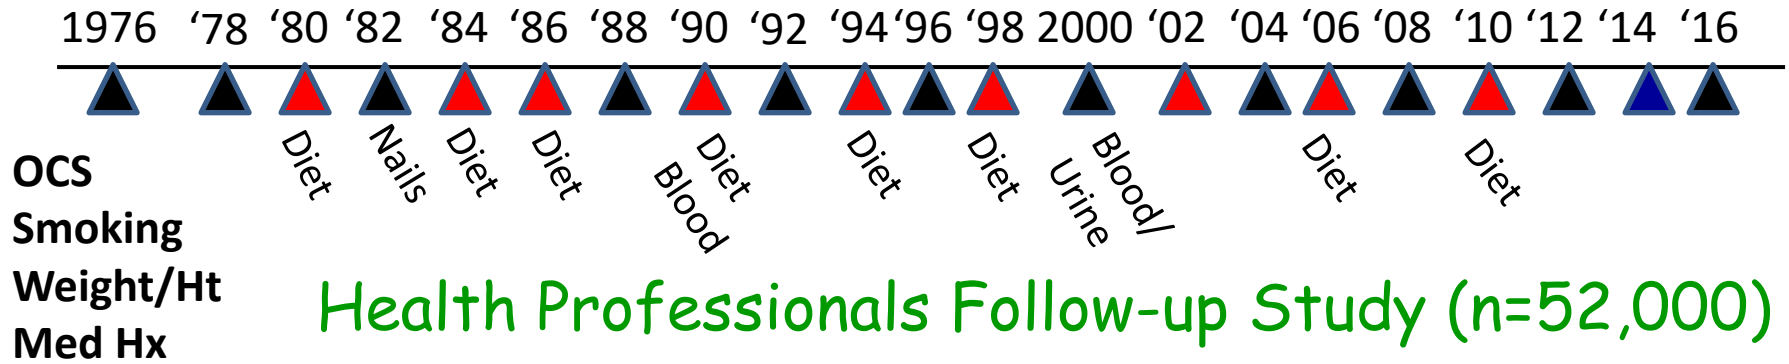 1976 ‘78 ‘80 ‘82 ‘84 ‘86 ‘88 ‘90 ‘92 ‘94 ‘96 ‘98 2000 ‘02 ‘04 ‘06 ‘08 ‘10 ‘12 ‘14 ‘16
Diet
Nails
Diet
Diet
Diet
Blood
Diet
Diet
Blood/
Urine
Diet
Diet
OCS
Smoking
Weight/Ht
Med Hx
Health Professionals Follow-up Study (n=52,000)